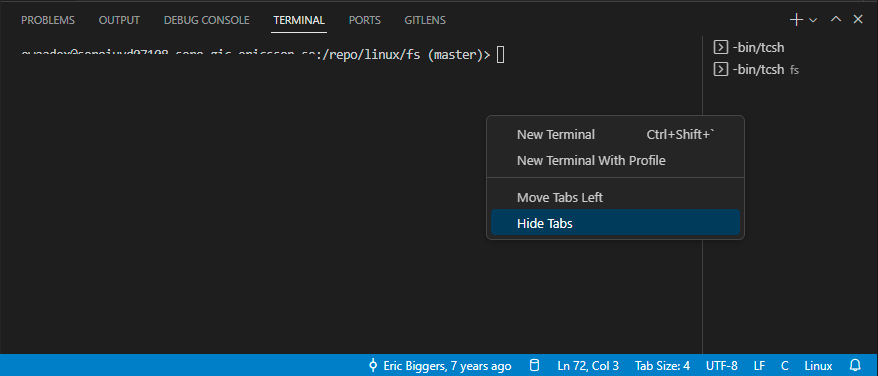 PROBLEMS OUTPUT DEBUG CONSOLE TERMINAL PORTS GITLENS
:/repo/linux/fs (master)>
-bin/tcsh
-bin/tcsh fs
New Terminal Ctrl+Shift+`
New Terminal With Profile
Move Tabs Left
Hide Tabs
Eric Biggers, 7 years ago Ln 72, Col 3 Tab Size: 4 UTF-8 LF C Linux